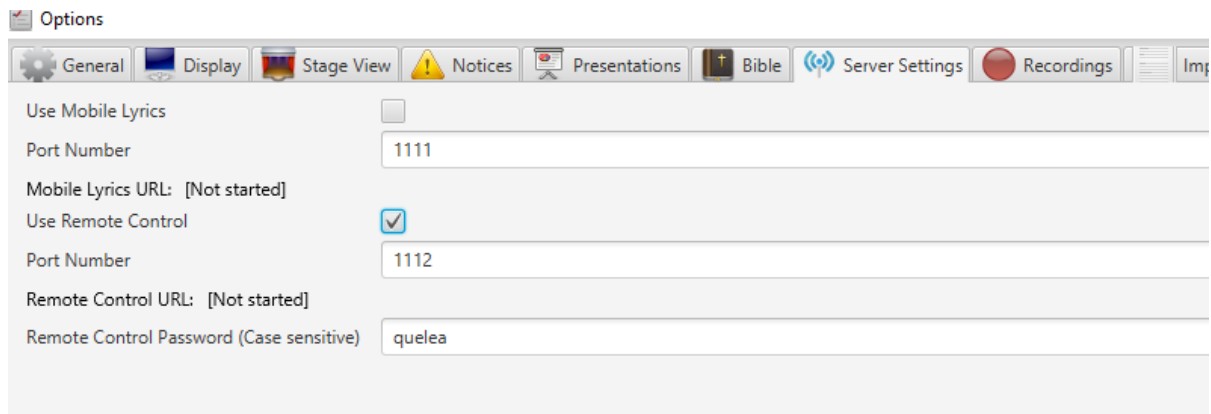 Options
General Display Stage View Notices Presentations Bible Server Settings Recordings
Use Mobile Lyrics
Port Number 1111
Mobile Lyrics URL: [Not started]
Use Remote Control
Port Number 1112
Remote Control URL: [Not started]
Remote Control Password (Case sensitive) quelea